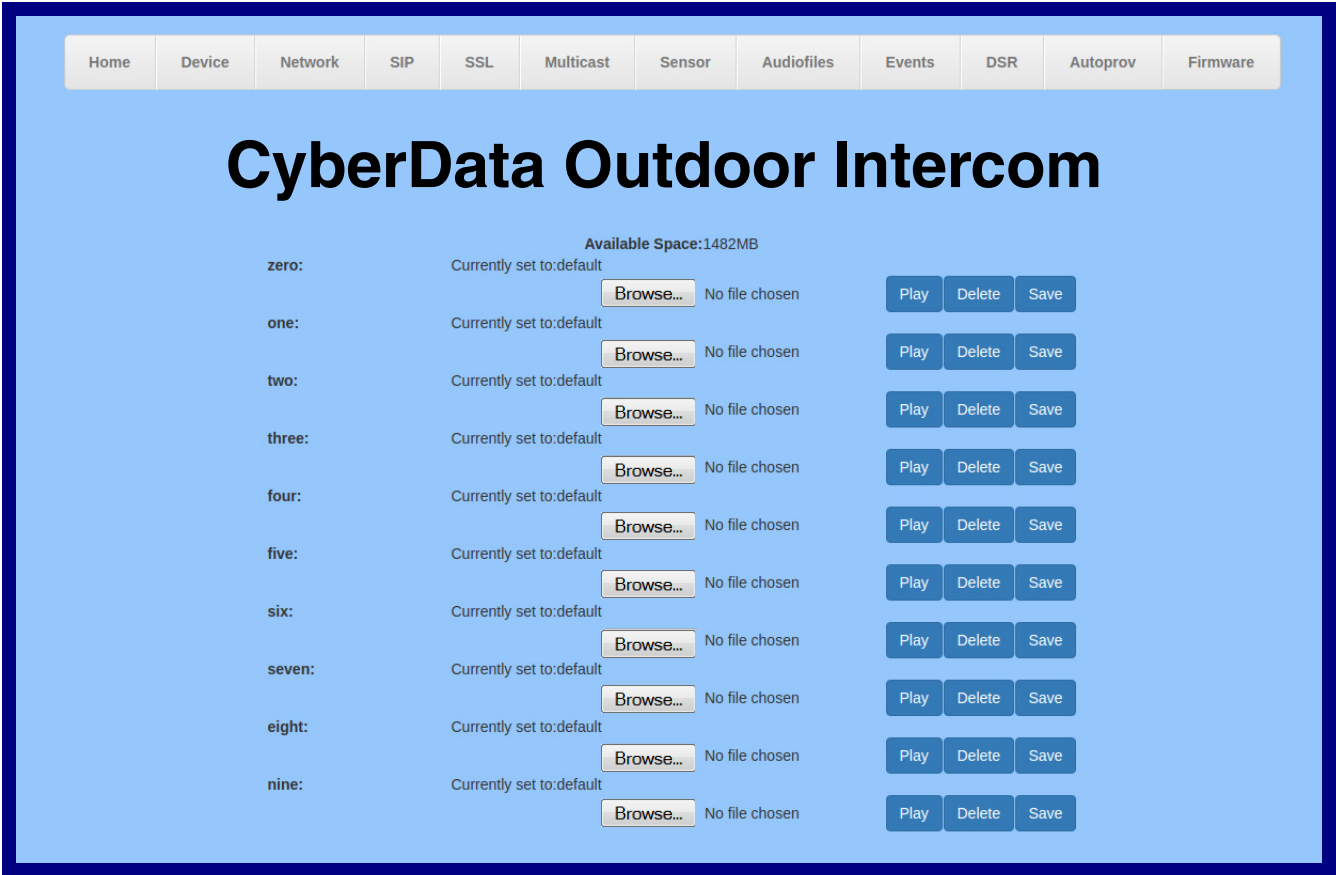 Home Device Network SIP SSL Multicast Sensor Audiofiles Events DSR Autoprov Firmware
CyberData Outdoor Intercom
Available Space:1482MB
zero: Currently set to:default
Browse... No file chosen Play Delete Save
one: Currently set to:default
Browse... No file chosen Play Delete Save
two: Currently set to:default
Browse... No file chosen Play Delete Save
three: Currently set to:default
Browse... No file chosen Play Delete Save
four: Currently set to:default
Browse... No file chosen Play Delete Save
five: Currently set to:default
Browse... No file chosen Play Delete Save
six: Currently set to:default
Browse... No file chosen Play Delete Save
seven: Currently set to:default
Browse... No file chosen Play Delete Save
eight: Currently set to:default
Browse... No file chosen Play Delete Save
nine: Currently set to:default
Browse... No file chosen Play Delete Save